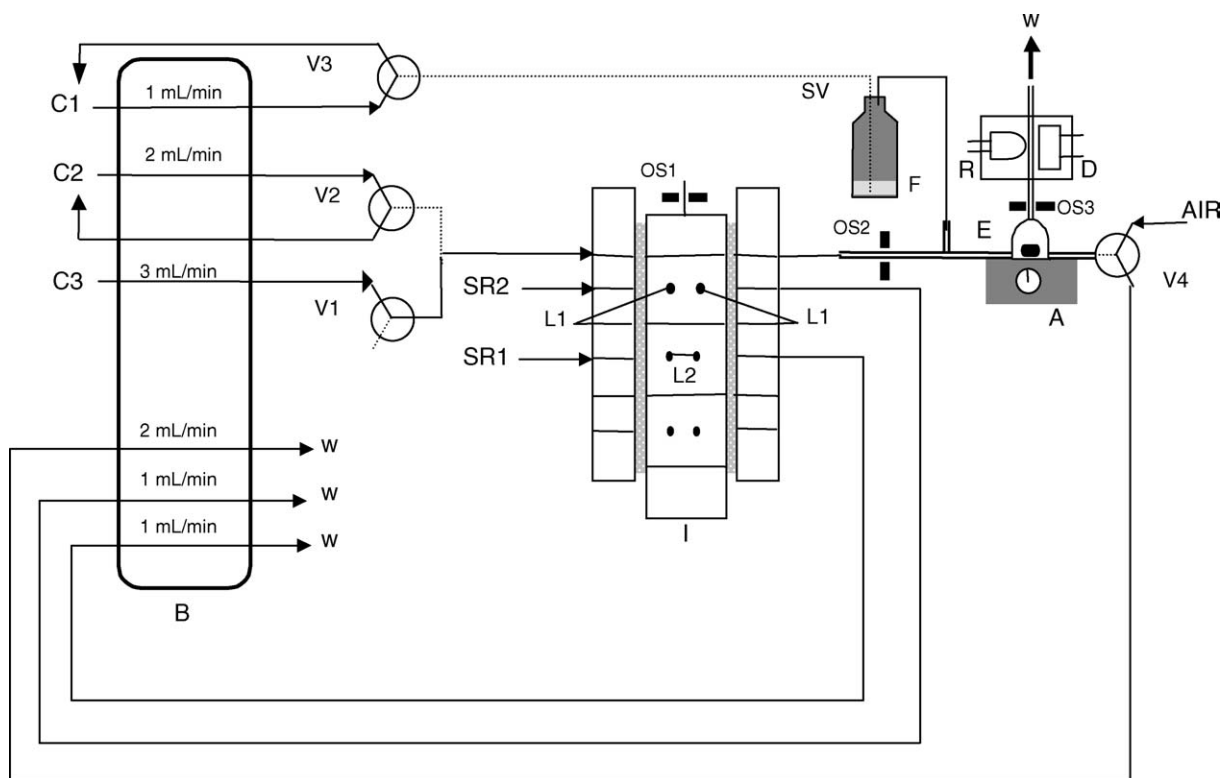 W
V3
SV
C1
1 mL/min
OS1
R
D
F
C2
2 mL/min
V2
OS3
AIR
OS2
E
C3
3 mL/min
V1
SR2
L1
L1
A
V4
SR1
L2
2 mL/min
W
1 mL/min
W
1 mL/min
W
I
B